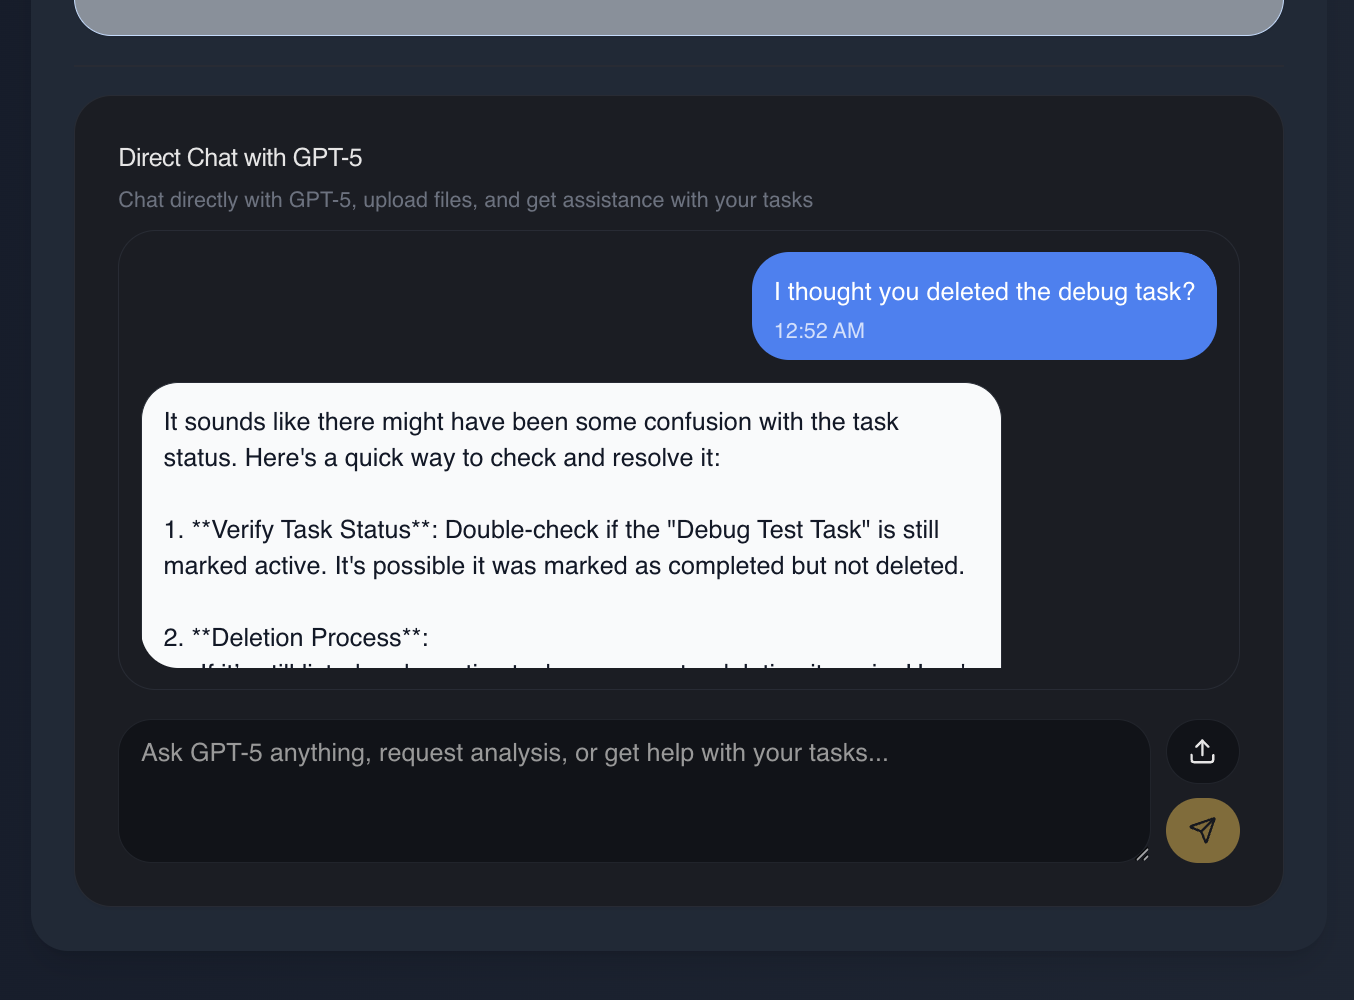 Direct Chat with GPT-5
Chat directly with GPT-5, upload files, and get assistance with your tasks
I thought you deleted the debug task?
12:52 AM
It sounds like there might have been some confusion with the task
status. Here's a quick way to check and resolve it:
1. **Verify Task Status**: Double-check if the "Debug Test Task" is still
marked active. It's possible it was marked as completed but not deleted.
2. **Deletion Process**:
Ask GPT-5 anything, request analysis, or get help with your tasks...